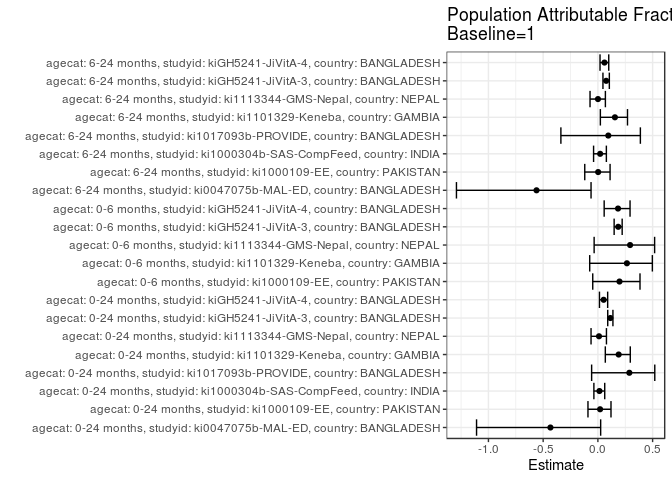 Population Attributable Fract
Baseline=1
agecat: 6-24 months, studyid: kiGH5241-JiVitA-4, country: BANGLADESH
agecat: 6-24 months, studyid: kiGH5241-JiVitA-3, country: BANGLADESH
agecat: 6-24 months, studyid: ki1113344-GMS-Nepal, country: NEPAL
agecat: 6-24 months, studyid: ki1101329-Keneba, country: GAMBIA
agecat: 6-24 months, studyid: ki1017093b-PROVIDE, country: BANGLADESH
agecat: 6-24 months, studyid: ki1000304b-SAS-CompFeed, country: INDIA
agecat: 6-24 months, studyid: ki1000109-EE, country: PAKISTAN
agecat: 6-24 months, studyid: ki0047075b-MAL-ED, country: BANGLADESH
agecat: 0-6 months, studyid: kiGH5241-JiVitA-4, country: BANGLADESH
agecat: 0-6 months, studyid: kiGH5241-JiVitA-3, country: BANGLADESH
agecat: 0-6 months, studyid: ki1113344-GMS-Nepal, country: NEPAL
agecat: 0-6 months, studyid: ki1101329-Keneba, country: GAMBIA
agecat: 0-6 months, studyid: ki1000109-EE, country: PAKISTAN
agecat: 0-24 months, studyid: kiGH5241-JiVitA-4, country: BANGLADESH
agecat: 0-24 months, studyid: kiGH5241-JiVitA-3, country: BANGLADESH
agecat: 0-24 months, studyid: ki1113344-GMS-Nepal, country: NEPAL
agecat: 0-24 months, studyid: ki1101329-Keneba, country: GAMBIA
agecat: 0-24 months, studyid: ki1017093b-PROVIDE, country: BANGLADESH
agecat: 0-24 months, studyid: ki1000304b-SAS-CompFeed, country: INDIA
agecat: 0-24 months, studyid: ki1000109-EE, country: PAKISTAN
agecat: 0-24 months, studyid: ki0047075b-MAL-ED, country: BANGLADESH
-1.0 -0.5 0.0 0.5
Estimate